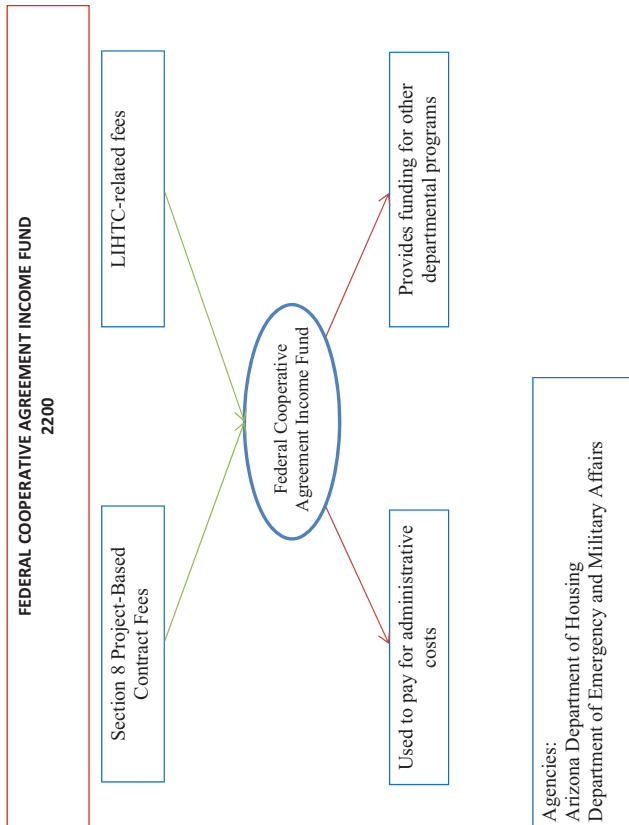 FEDERAL COOPERATIVE AGREEMENT INCOME FUND
2200
Section 8 Project-Based
Contract Fees
LIHTC-related fees
Federal Cooperative
Agreement Income Fund
Used to pay for administrative
costs
Provides funding for other
departmental programs
Agencies:
Arizona Department of Housing
Department of Emergency and Military Affairs